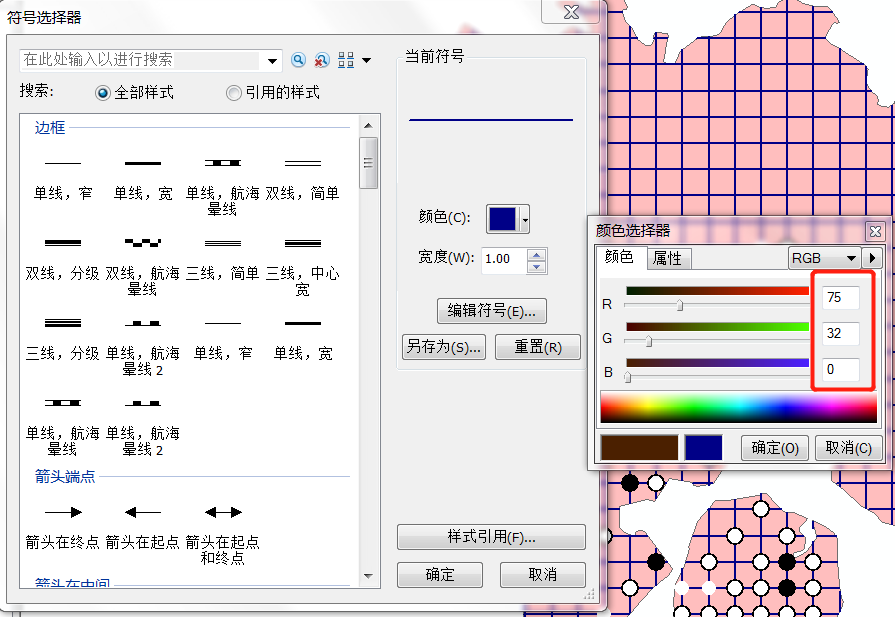 符号选择器
在此处输入以进行搜索
搜索:
全部样式
引用的样式
边框
单线，窄
单线，宽
单线，航海晕线
双线，简单
双线，分级
双线，航海晕线
三线，简单
三线，中心宽
三线，分级
单线，航海晕线 2
单线，窄
单线，宽
单线，航海晕线
单线，航海晕线 2
箭头端点
箭头在终点
箭头在起点
箭头在起点和终点
箭头在中间
当前符号
颜色(C):
宽度(W):
1.00
编辑符号(E)...
另存为(S)...
重置(R)
样式引用(F)...
确定
取消
颜色选择器
颜色
属性
RGB
R
75
G
32
B
0
确定(O)
取消(C)